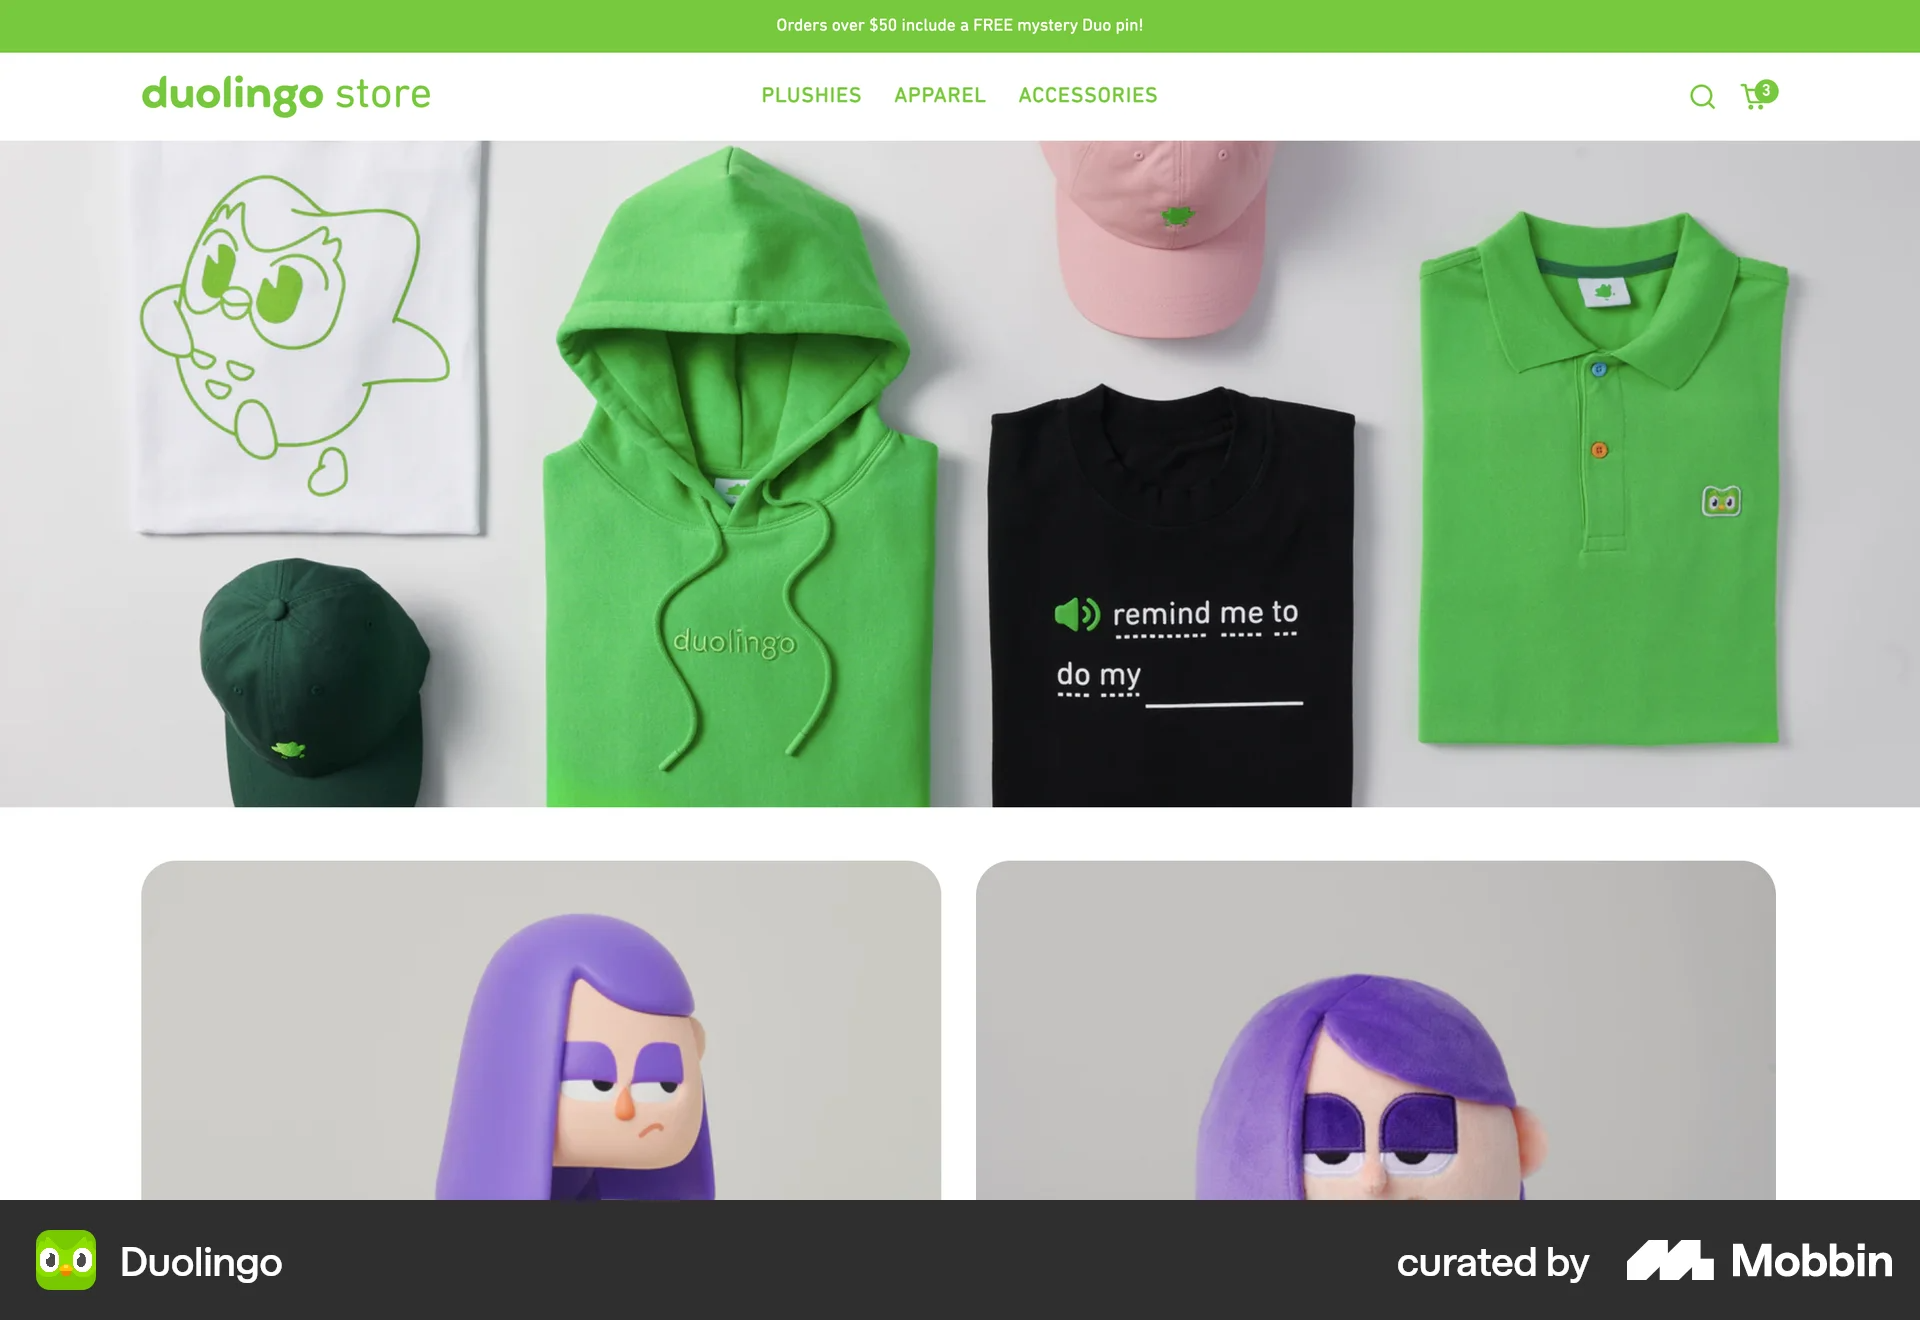 Orders over $50 include a FREE mystery Duo pin!
duolingo store
PLUSHIES APPAREL ACCESSORIES
3
duolingo
remind me to
do my
Duolingo
curated by Mobbin